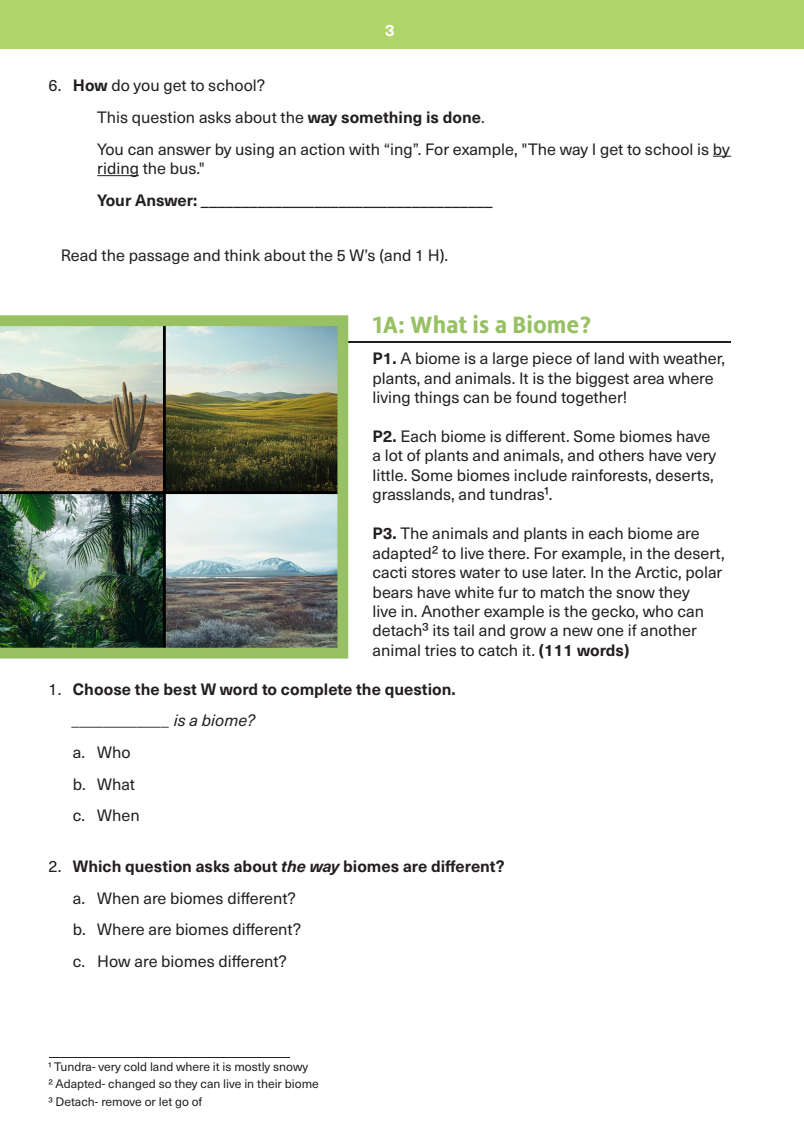 3
6. How do you get to school?
This question asks about the way something is done.
You can answer by using an action with “ing”. For example, "The way I get to school is by
riding the bus."
Your Answer: ___________________________________
Read the passage and think about the 5 W’s (and 1 H).
1A: What is a Biome?
P1. A biome is a large piece of land with weather,
plants, and animals. It is the biggest area where
living things can be found together!
P2. Each biome is different. Some biomes have
a lot of plants and animals, and others have very
little. Some biomes include rainforests, deserts,
grasslands, and tundras¹.
P3. The animals and plants in each biome are
adapted² to live there. For example, in the desert,
cacti stores water to use later. In the Arctic, polar
bears have white fur to match the snow they
live in. Another example is the gecko, who can
detach³ its tail and grow a new one if another
animal tries to catch it. (111 words)
1. Choose the best W word to complete the question.
____________ is a biome?
a. Who
b. What
c. When
2. Which question asks about the way biomes are different?
a. When are biomes different?
b. Where are biomes different?
c. How are biomes different?
¹ Tundra- very cold land where it is mostly snowy
² Adapted- changed so they can live in their biome
³ Detach- remove or let go of